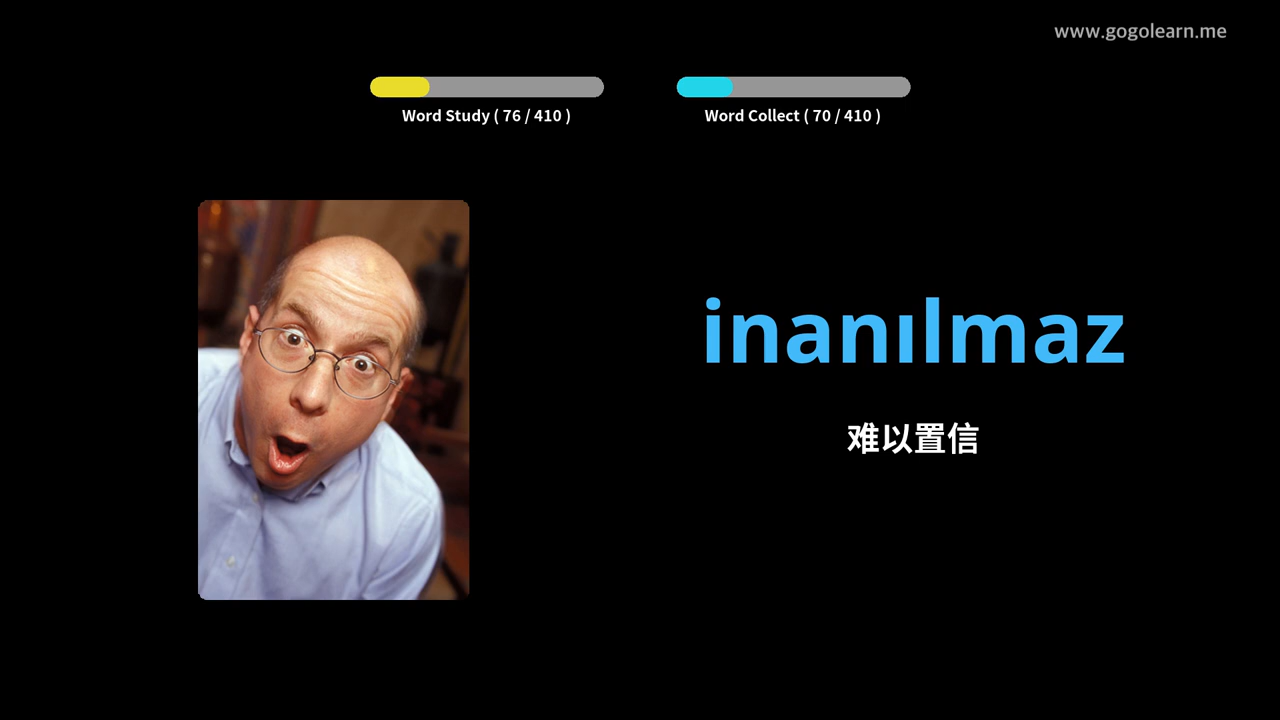 www.gogolearn.me
Word Study ( 76 / 410 )
Word Collect ( 70 / 410 )
inanılmaz
难以置信